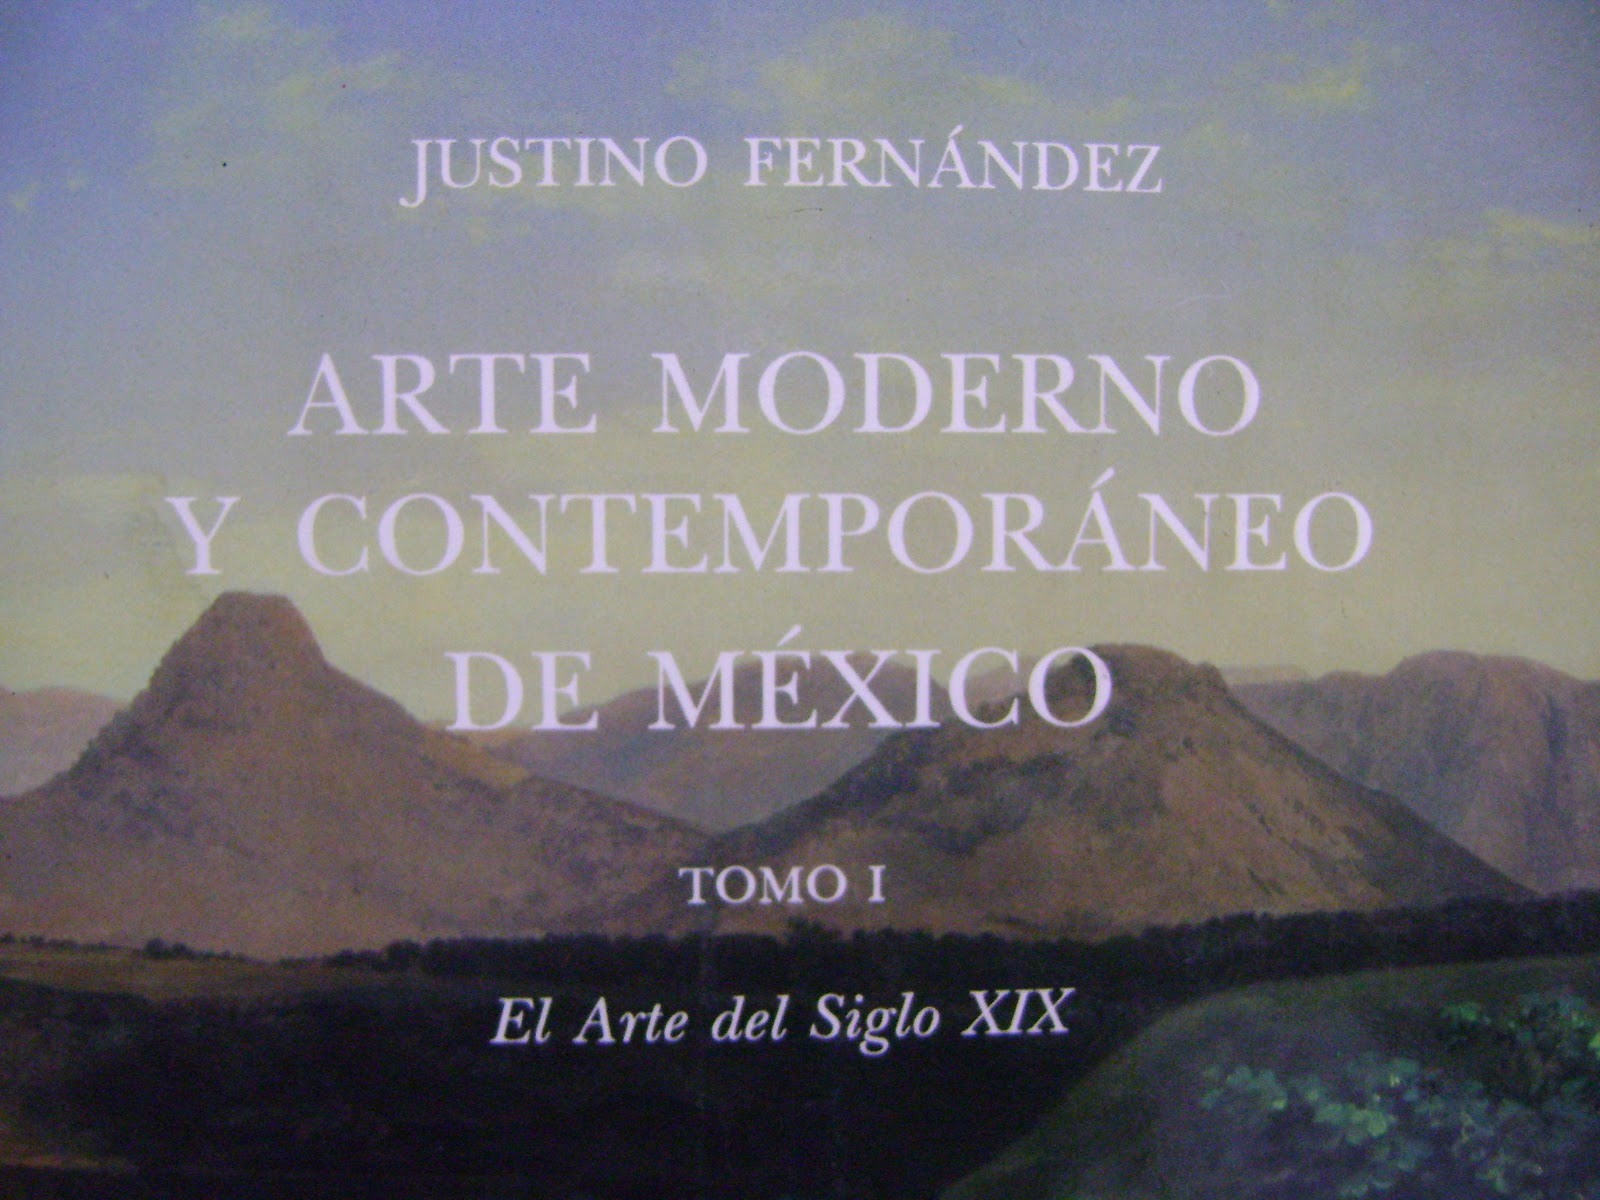 JUSTINO FERNÁNDEZ
ARTE MODERNO
Y CONTEMPORÁNEO
DE MÉXICO
TOMO I
El Arte del Siglo XIX